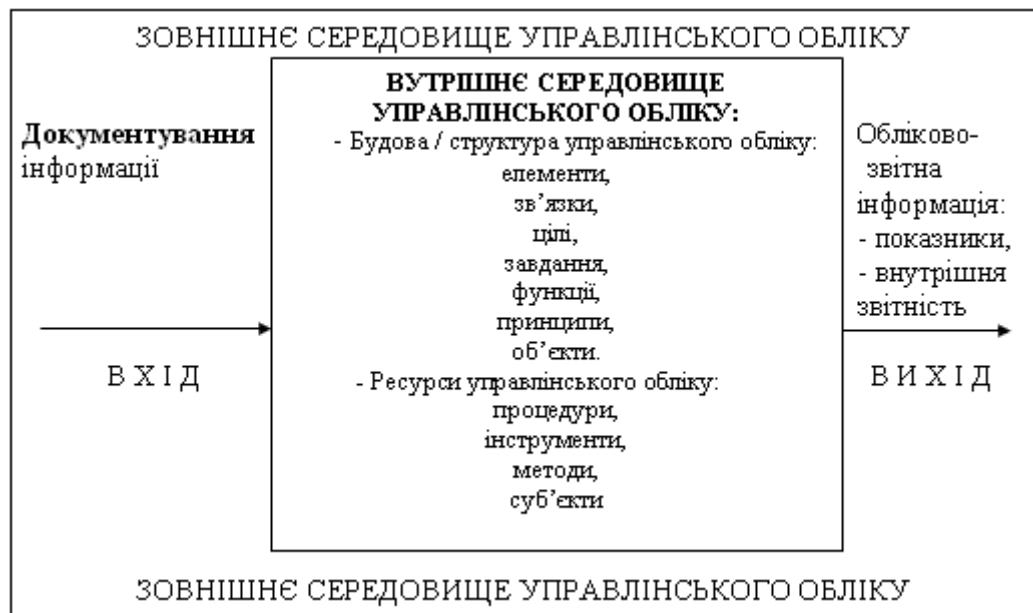 ЗОВНІШНЄ СЕРЕДОВИЩЕ УПРАВЛІНСЬКОГО ОБЛІКУ
Документування
інформації
В Х І Д
ВУТРІШНЄ СЕРЕДОВИЩЕ
УПРАВЛІНСЬКОГО ОБЛІКУ:
- Будова / структура управлінського обліку:
елементи,
зв’язки,
цілі,
завдання,
функції,
принципи,
об’єкти.
- Ресурси управлінського обліку:
процедури,
інструменти,
методи,
суб’єкти
Обліково-
звітна
інформація:
- показники,
- внутрішня
звітність
В И Х І Д
ЗОВНІШНЄ СЕРЕДОВИЩЕ УПРАВЛІНСЬКОГО ОБЛІКУ